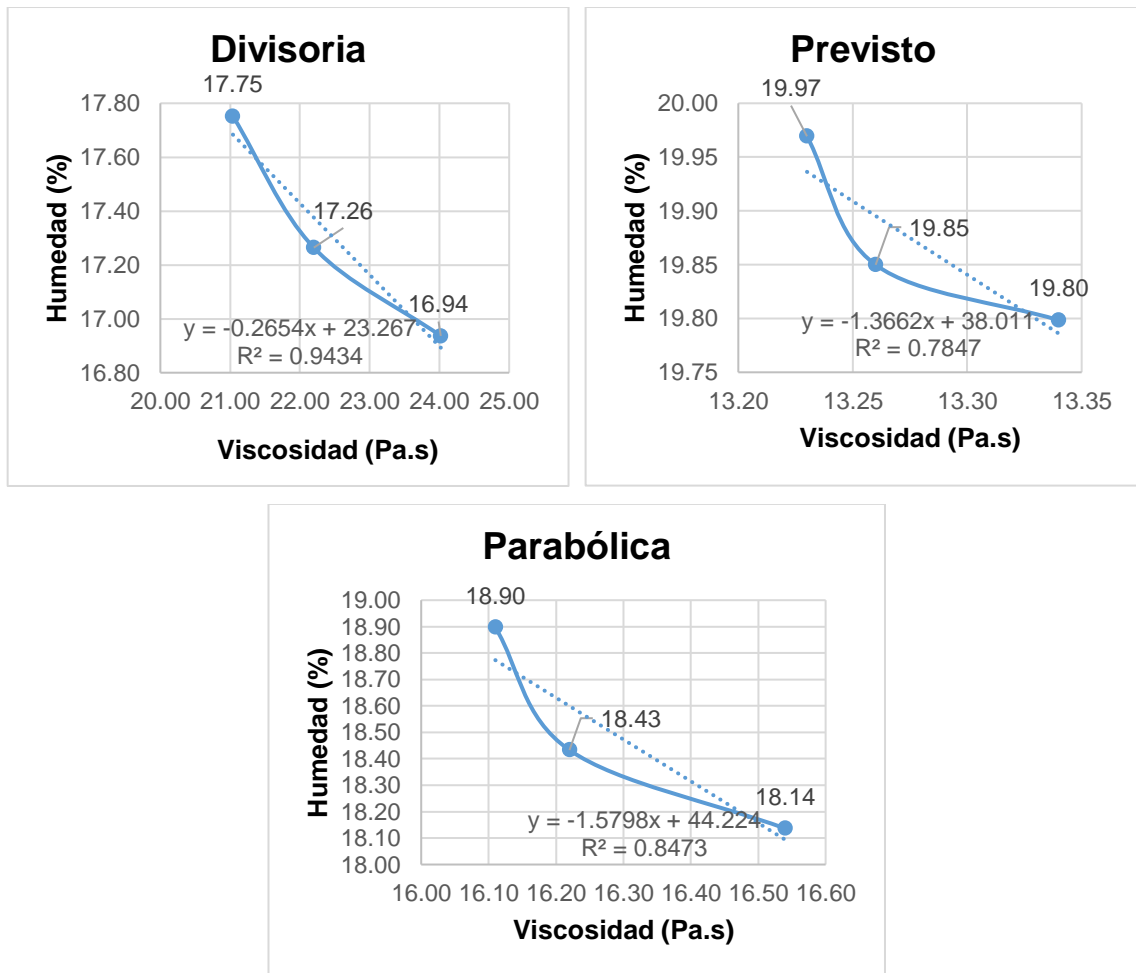 Divisoria
17.75
17.80
17.60
17.40
17.20
17.00
16.80
17.26
16.94
y = -0.2654x + 23.267
R² = 0.9434
20.00 21.00 22.00 23.00 24.00 25.00
Humedad (%)
Viscosidad (Pa.s)
Previsto
19.97
20.00
19.95
19.90
19.85
19.80
19.75
19.85
19.80
y = -1.3662x + 38.011
R² = 0.7847
13.20 13.25 13.30 13.35
Humedad (%)
Viscosidad (Pa.s)
Parabólica
18.90
19.00
18.90
18.80
18.70
18.60
18.50
18.40
18.30
18.20
18.10
18.00
18.43
18.14
y = -1.5798x + 44.224
R² = 0.8473
16.00 16.10 16.20 16.30 16.40 16.50 16.60
Humedad (%)
Viscosidad (Pa.s)